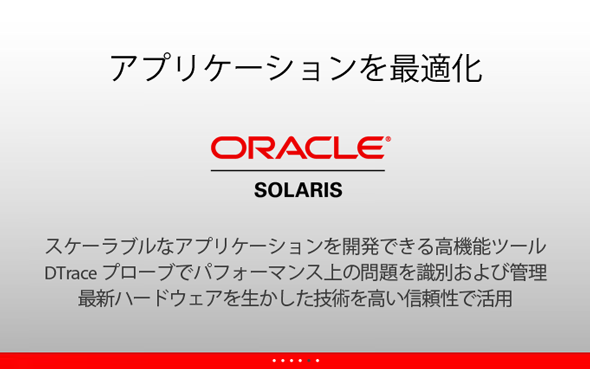 アプリケーションを最適化
ORACLE®
SOLARIS
スケーラブルなアプリケーションを開発できる高機能ツール
DTrace プローブでパフォーマンス上の問題を識別および管理
最新ハードウェアを生かした技術を高い信頼性で活用